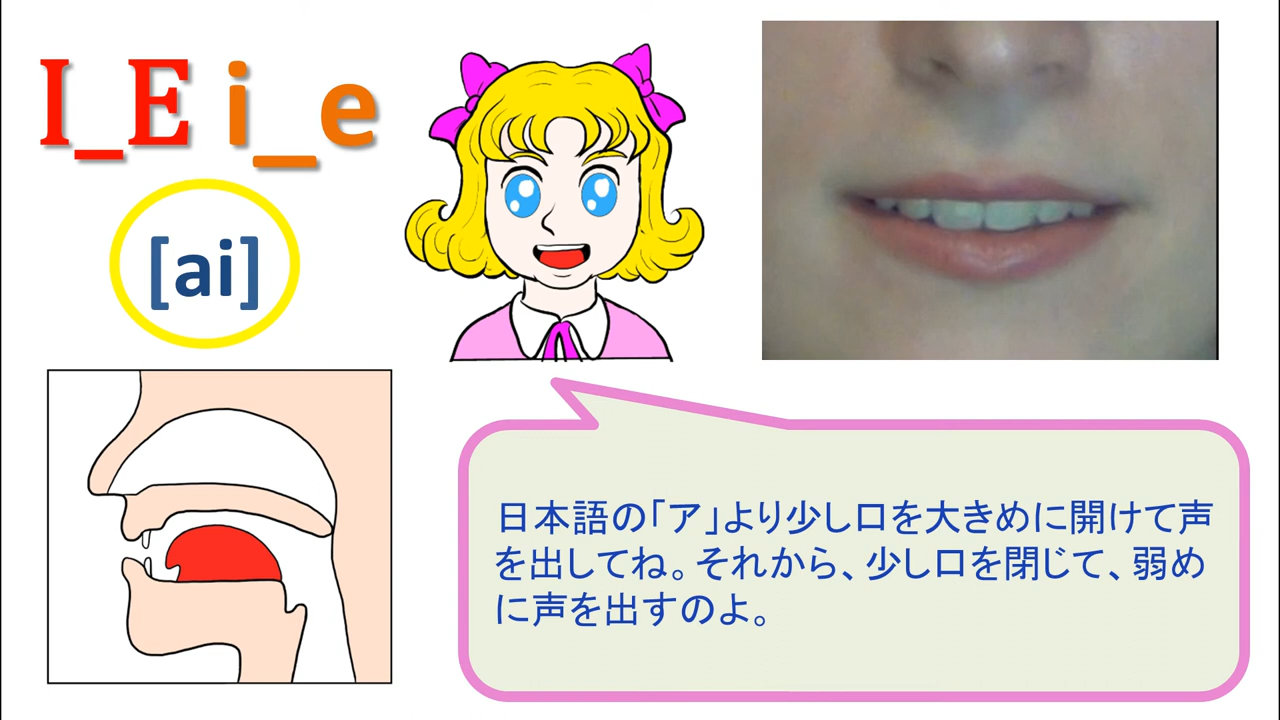 I_E i_e
[ai]
日本語の「ア」より少し口を大きめに開けて声
を出してね。それから、少し口を閉じて、弱め
に声を出すのよ。